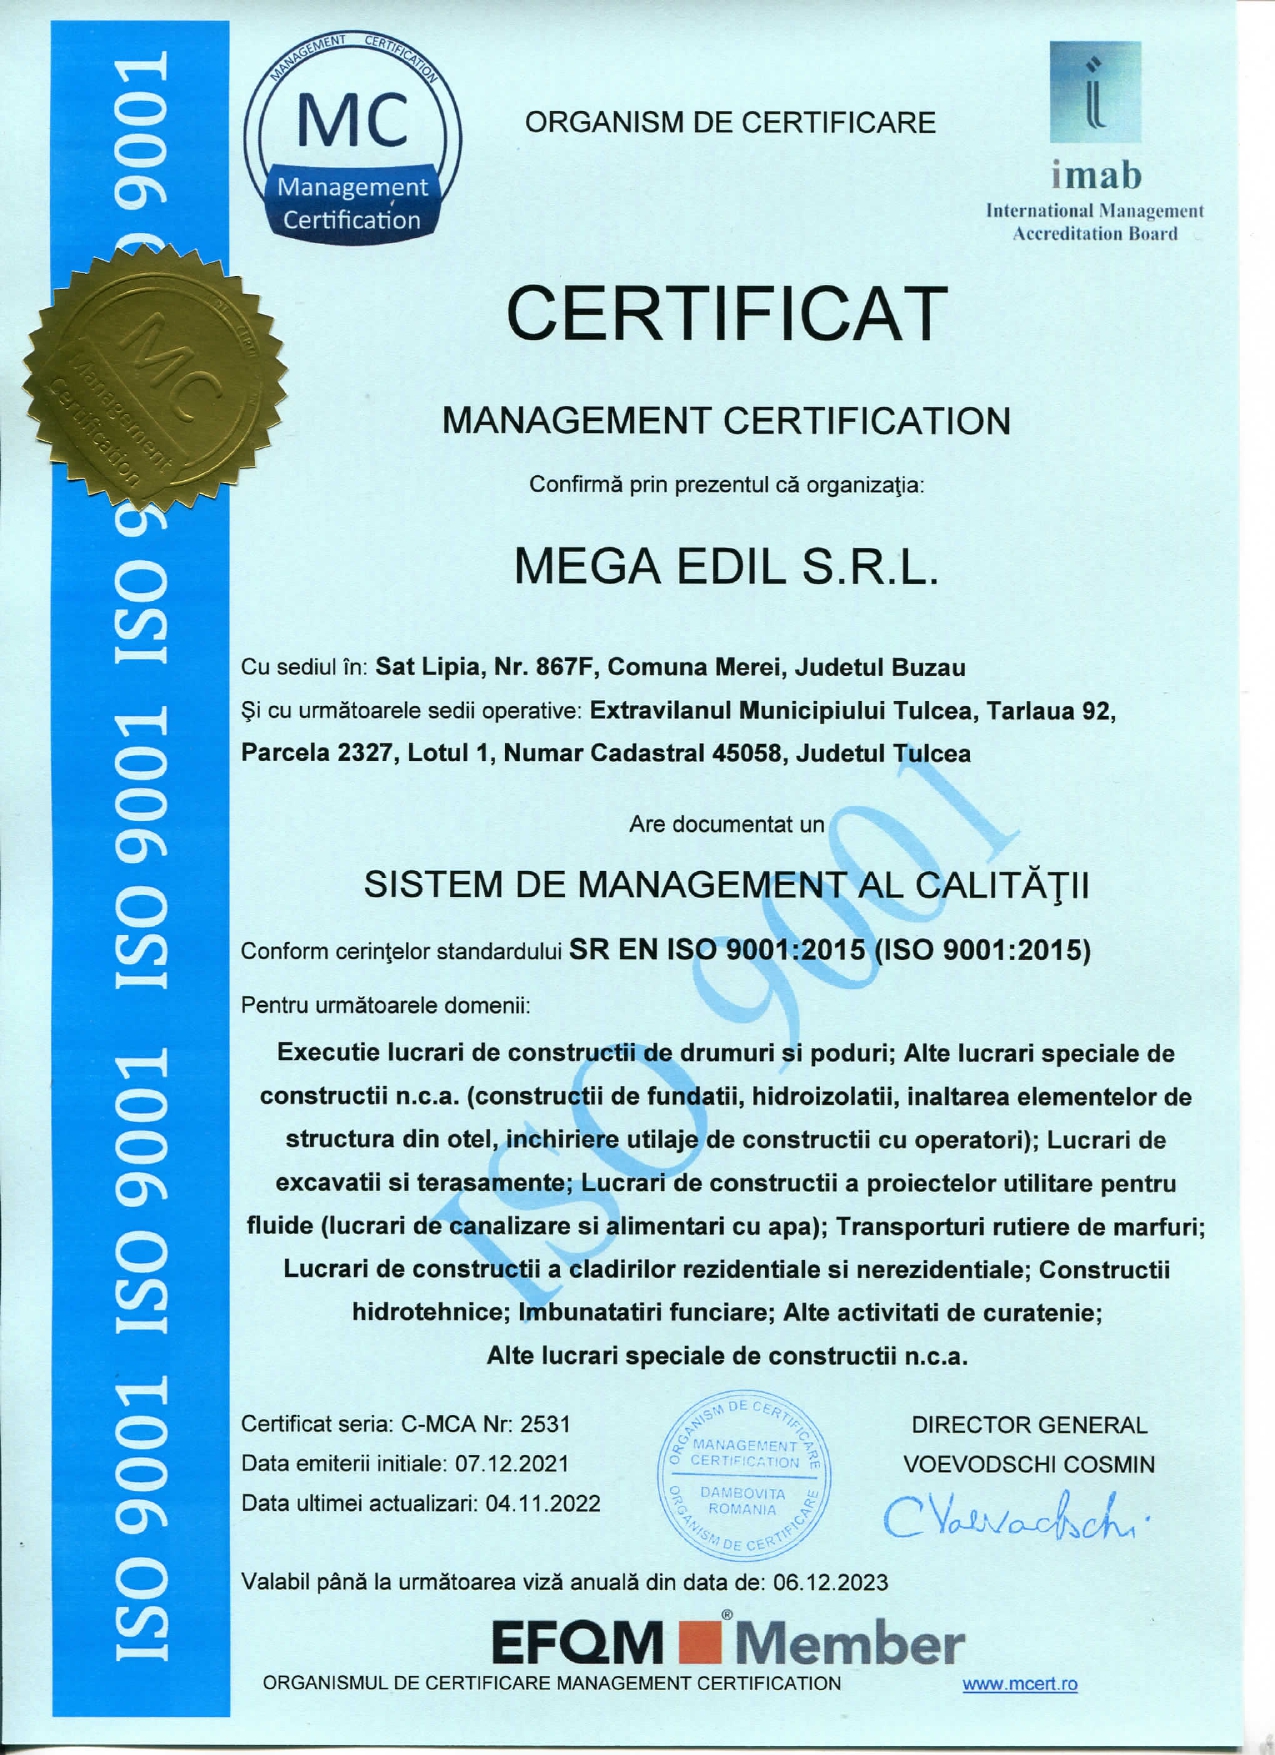 MANAGEMENT CERTIFICATION
MC
Management
Certification
ORGANISM DE CERTIFICARE
imab
International Management
Accreditation Board
ISO 9001 ISO 9001 ISO 9001 ISO 9001 9001
MC
Management
Certification
CERTIFICAT
MANAGEMENT CERTIFICATION
Confirmă prin prezentul că organizaţia:
MEGA EDIL S.R.L.
Cu sediul în: Sat Lipia, Nr. 867F, Comuna Merei, Judetul Buzau
Şi cu următoarele sedii operative: Extravilanul Municipiului Tulcea, Tarlaua 92,
Parcela 2327, Lotul 1, Numar Cadastral 45058, Judetul Tulcea
Are documentat un
SISTEM DE MANAGEMENT AL CALITĂŢII
Conform cerinţelor standardului SR EN ISO 9001:2015 (ISO 9001:2015)
Pentru următoarele domenii:
ISO 9001
Executie lucrari de constructii de drumuri si poduri; Alte lucrari speciale de
constructii n.c.a. (constructii de fundatii, hidroizolatii, inaltarea elementelor de
structura din otel, inchiriere utilaje de constructii cu operatori); Lucrari de
excavatii si terasamente; Lucrari de constructii a proiectelor utilitare pentru
fluide (lucrari de canalizare si alimentari cu apa); Transporturi rutiere de marfuri;
Lucrari de constructii a cladirilor rezidentiale si nerezidentiale; Constructii
hidrotehnice; Imbunatatiri funciare; Alte activitati de curatenie;
Alte lucrari speciale de constructii n.c.a.
Certificat seria: C-MCA Nr: 2531
Data emiterii initiale: 07.12.2021
Data ultimei actualizari: 04.11.2022
ORGANISM DE CERTIFICARE
MANAGEMENT
CERTIFICATION
DAMBOVITA
ROMANIA
ORGANISM DE CERTIFICARE
DIRECTOR GENERAL
VOEVODSCHI COSMIN
CVoevodschi
Valabil până la următoarea viză anuală din data de: 06.12.2023
EFQM ® Member
ORGANISMUL DE CERTIFICARE MANAGEMENT CERTIFICATION
www.mcert.ro